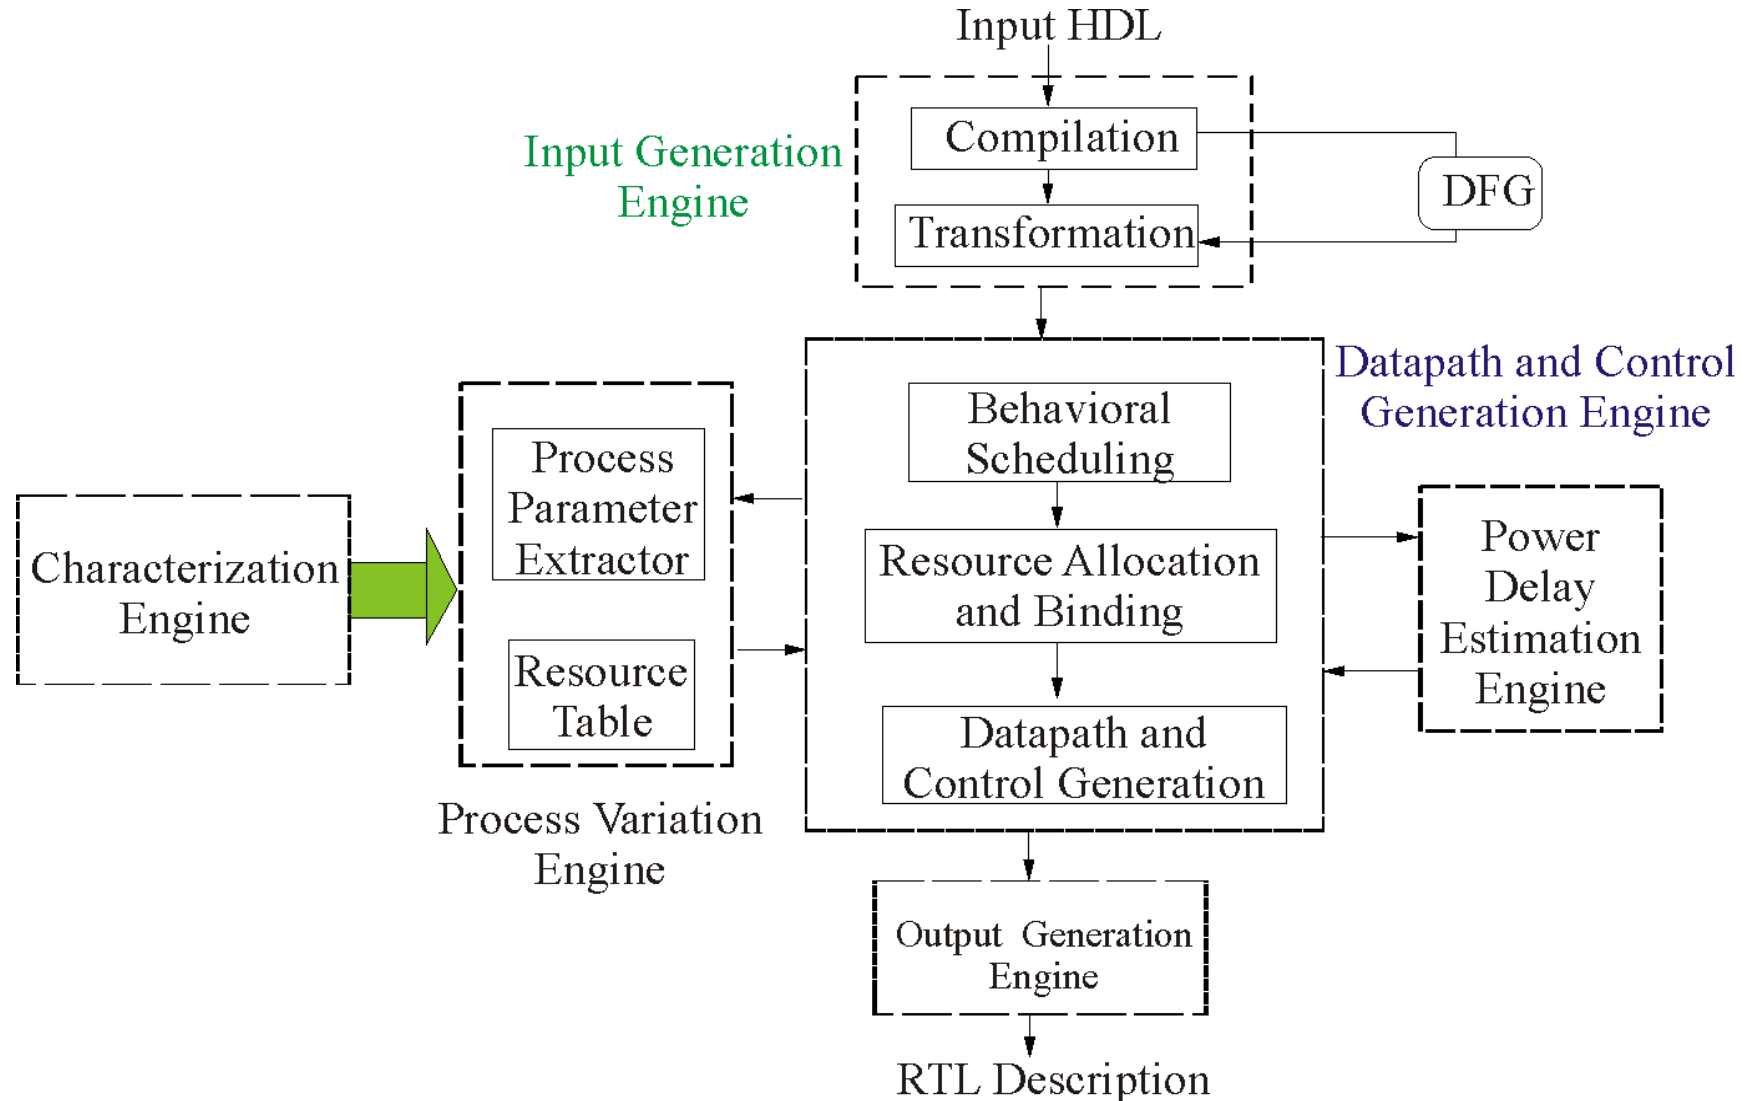 Input HDL
Input Generation
Engine
Compilation
Transformation
DFG
Datapath and Control
Generation Engine
Behavioral
Scheduling
Resource Allocation
and Binding
Datapath and
Control Generation
Process
Parameter
Extractor
Resource
Table
Process Variation
Engine
Characterization
Engine
Power
Delay
Estimation
Engine
Output Generation
Engine
RTL Description